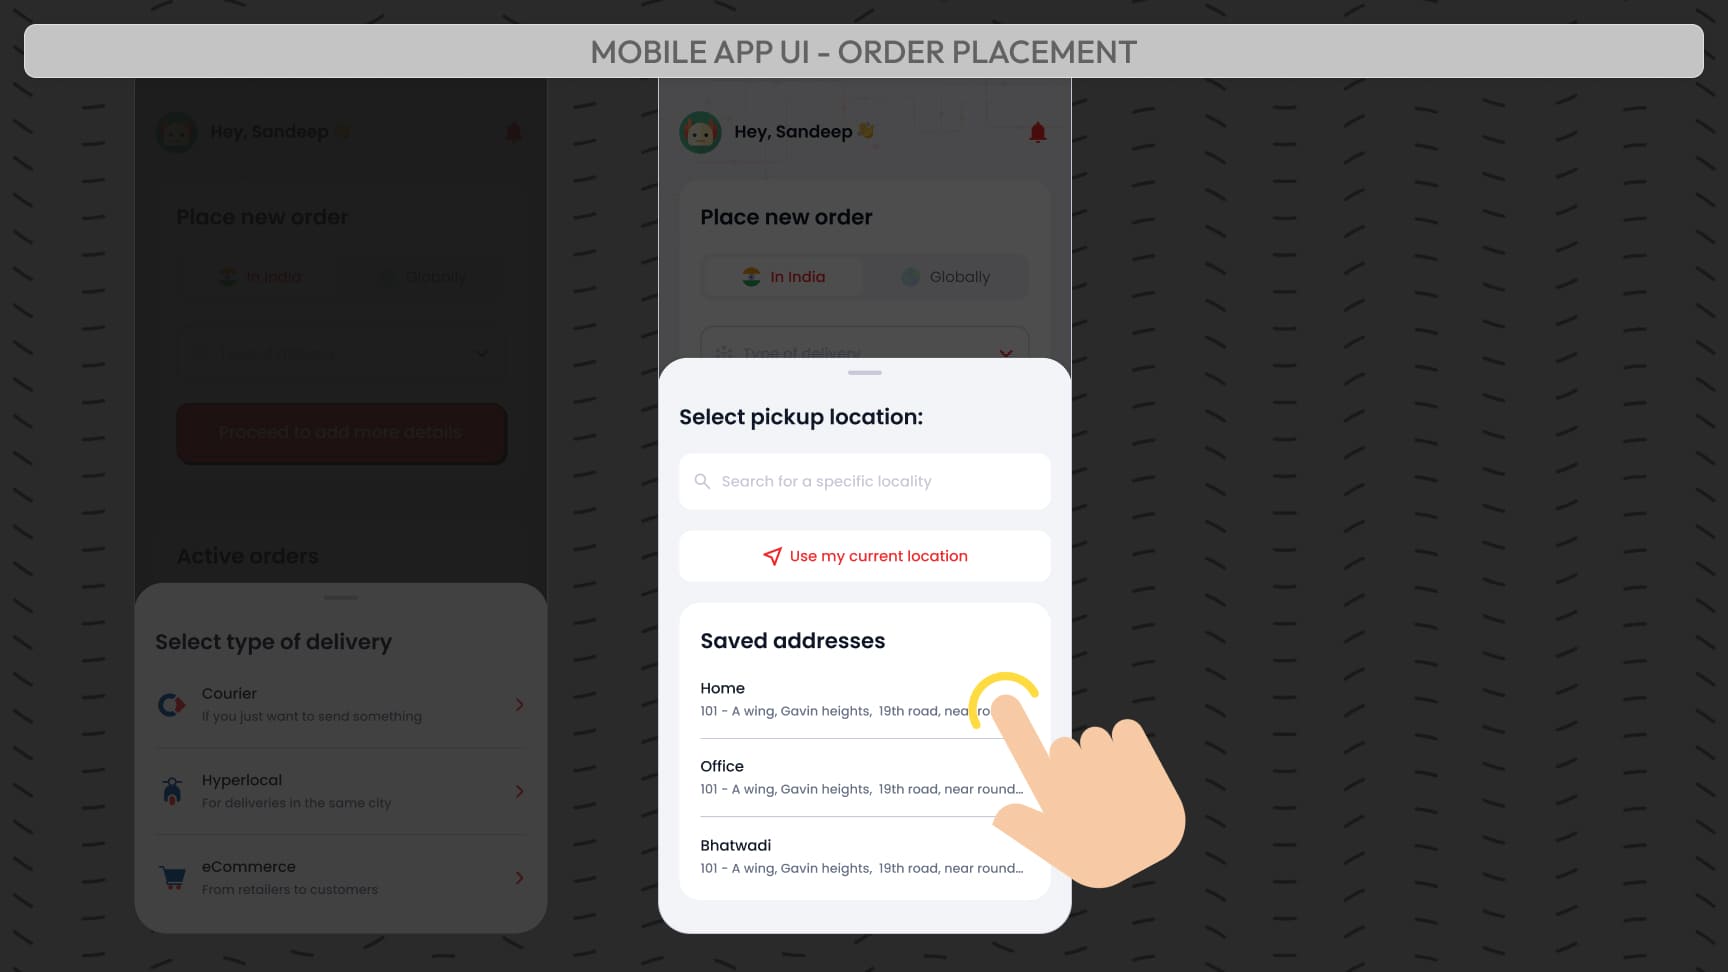 MOBILE APP UI - ORDER PLACEMENT
Hey, Sandeep
Place new order
In India
Globally
Type of delivery
Proceed to add more details
Active orders
Select type of delivery
Courier
If you just want to send something
Hyperlocal
For deliveries in the same city
eCommerce
From retailers to customers
Hey, Sandeep
Place new order
In India
Globally
Type of delivery
Select pickup location:
Search for a specific locality
Use my current location
Saved addresses
Home
101 - A wing, Gavin heights, 19th road, near ro
Office
101 - A wing, Gavin heights, 19th road, near round...
Bhatwadi
101 - A wing, Gavin heights, 19th road, near round...